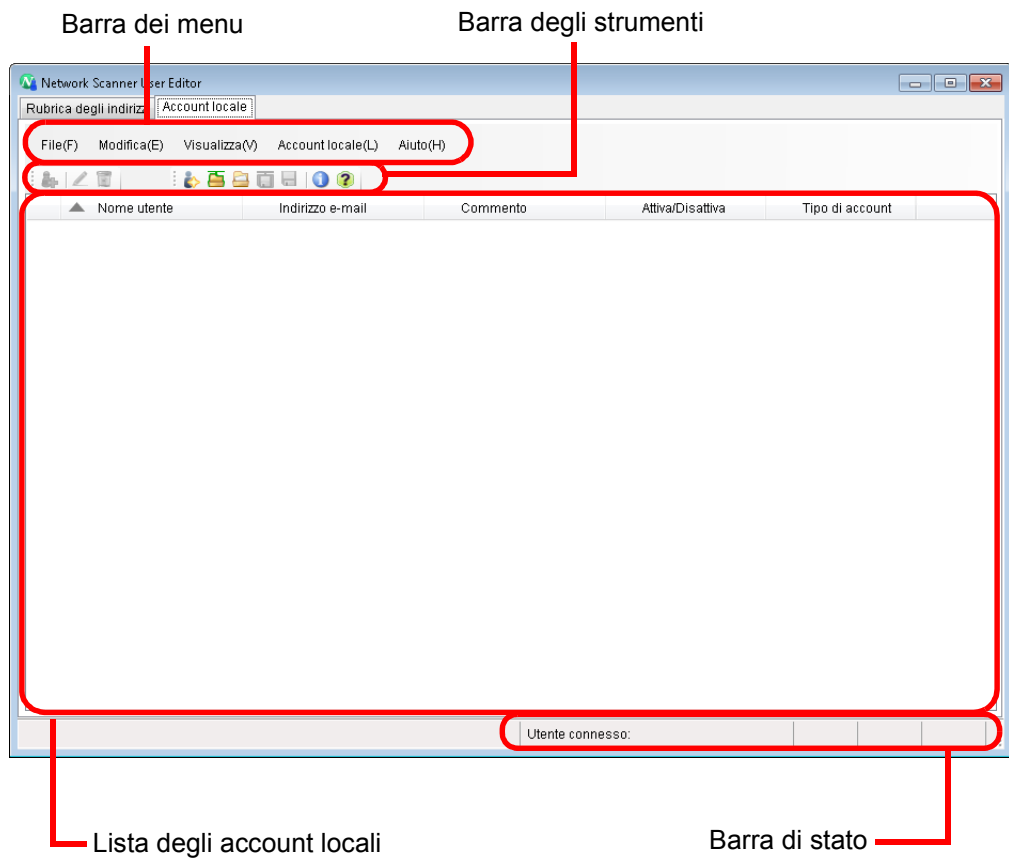 Barra dei menu
Barra degli strumenti
Network Scanner User Editor
Rubrica degli indirizzi
Account locale
File(F) Modifica(E) Visualizza(V) Account locale(L) Aiuto(H)
Nome utente Indirizzo e-mail Commento Attiva/Disattiva Tipo di account
Utente connesso:
Lista degli account locali
Barra di stato